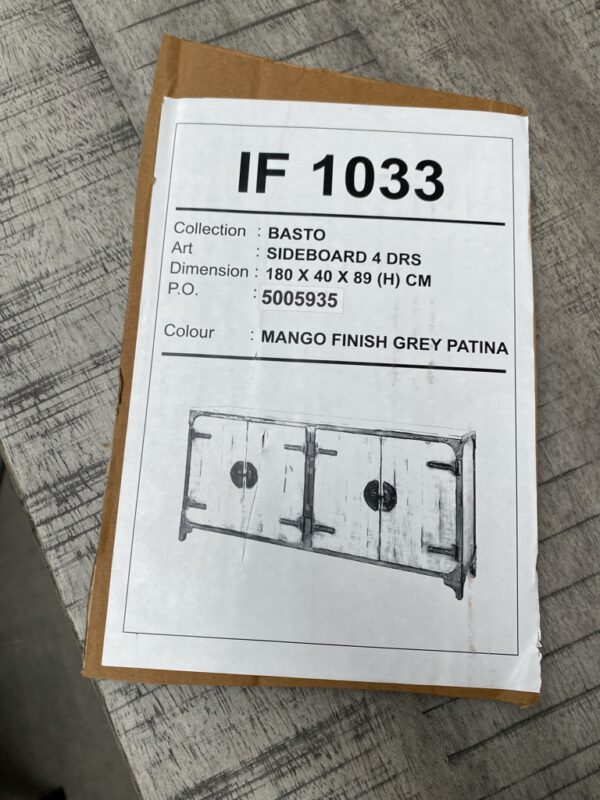 IF 1033
Collection : BASTO
Art : SIDEBOARD 4 DRS
Dimension : 180 X 40 X 89 (H) CM
P.O. : 5005935
Colour : MANGO FINISH GREY PATINA